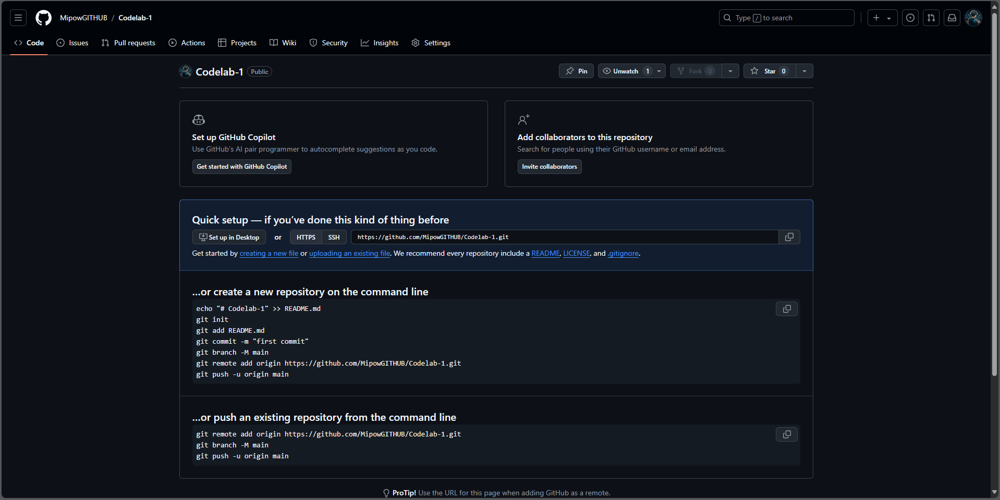 MipowGITHUB / Codelab-1
Type / to search
Code Issues Pull requests Actions Projects Wiki Security Insights Settings
Codelab-1 Public
Pin Unwatch 1 Fork 0 Star 0
Set up GitHub Copilot
Use GitHub's AI pair programmer to autocomplete suggestions as you code.
Get started with GitHub Copilot
Add collaborators to this repository
Search for people using their GitHub username or email address.
Invite collaborators
Quick setup — if you’ve done this kind of thing before
Set up in Desktop or HTTPS SSH https://github.com/MipowGITHUB/Codelab-1.git
Get started by creating a new file or uploading an existing file. We recommend every repository include a README, LICENSE, and .gitignore.
…or create a new repository on the command line
echo "# Codelab-1" >> README.md
git init
git add README.md
git commit -m "first commit"
git branch -M main
git remote add origin https://github.com/MipowGITHUB/Codelab-1.git
git push -u origin main
…or push an existing repository from the command line
git remote add origin https://github.com/MipowGITHUB/Codelab-1.git
git branch -M main
git push -u origin main
ProTip! Use the URL for this page when adding GitHub as a remote.